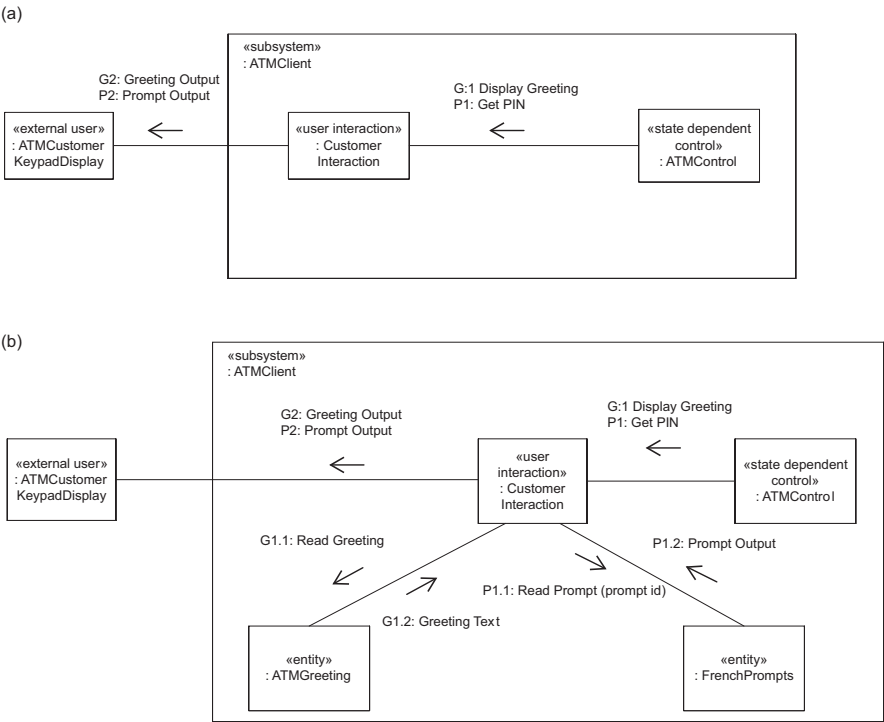 (a)
«subsystem»
: ATMClient
G2: Greeting Output
P2: Prompt Output
G:1 Display Greeting
P1: Get PIN
«external user»
: ATMCustomer
KeypadDisplay
«user interaction»
: Customer
Interaction
«state dependent
control»
: ATMControl
(b)
«subsystem»
: ATMClient
G2: Greeting Output
P2: Prompt Output
G:1 Display Greeting
P1: Get PIN
«external user»
: ATMCustomer
KeypadDisplay
«user
interaction»
: Customer
Interaction
«state dependent
control»
: ATMControl
G1.1: Read Greeting
P1.2: Prompt Output
P1.1: Read Prompt (prompt id)
G1.2: Greeting Text
«entity»
: ATMGreeting
«entity»
: FrenchPrompts